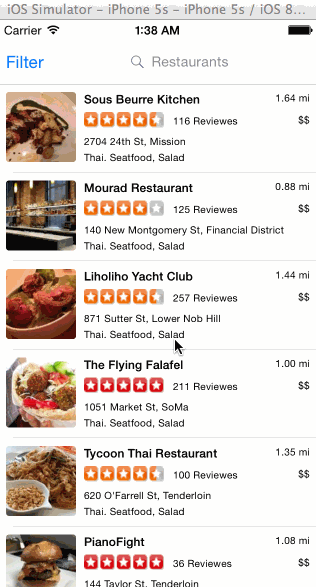 iOS Simulator – iPhone 5s – iPhone 5s / iOS 8...
Carrier 1:38 AM
Filter Restaurants
Sous Beurre Kitchen 1.64 mi
116 Reviewes $$
2704 24th St, Mission
Thai. Seatfood, Salad
Mourad Restaurant 0.88 mi
125 Reviewes $$
140 New Montgomery St, Financial District
Thai. Seatfood, Salad
Liholiho Yacht Club 1.44 mi
257 Reviewes $$
871 Sutter St, Lower Nob Hill
Thai. Seatfood, Salad
The Flying Falafel 1.00 mi
211 Reviewes $$
1051 Market St, SoMa
Thai. Seatfood, Salad
Tycoon Thai Restaurant 1.35 mi
100 Reviewes $$
620 O'Farrell St, Tenderloin
Thai. Seatfood, Salad
PianoFight 1.08 mi
36 Reviewes $$
144 Taylor St, Tenderloin